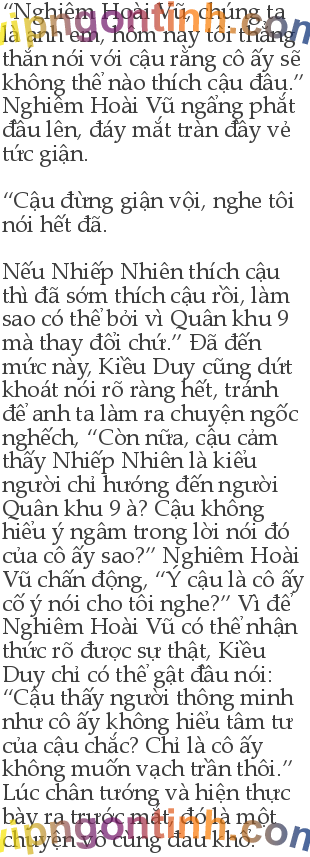 “Nghiêm Hoài Vũ, chúng ta
là anh em, hôm nay tôi thẳng
thắn nói với cậu rằng cô ấy sẽ
không thể nào thích cậu đâu.”
Nghiêm Hoài Vũ ngẩng phắt
đầu lên, đáy mắt tràn đầy vẻ
tức giận.
“Cậu đừng giận vội, nghe tôi
nói hết đã.
Nếu Nhiếp Nhiên thích cậu
thì đã sớm thích cậu rồi, làm
sao có thể bởi vì Quân khu 9
mà thay đổi chứ.” Đã đến
mức này, Kiều Duy cũng dứt
khoát nói rõ ràng hết, tránh
để anh ta làm ra chuyện ngốc
nghếch, “Còn nữa, cậu cảm
thấy Nhiếp Nhiên là kiểu
người chỉ hướng đến người
Quân khu 9 à? Cậu không
hiểu ý ngầm trong lời nói đó
của cô ấy sao?” Nghiêm Hoài
Vũ chấn động, “Ý cậu là cô ấy
cố ý nói cho tôi nghe?” Vì để
Nghiêm Hoài Vũ có thể nhận
thức rõ được sự thật, Kiều
Duy chỉ có thể gật đầu nói:
“Cậu thấy người thông minh
như cô ấy không hiểu tâm tư
của cậu chắc? Chỉ là cô ấy
không muốn vạch trần thôi.”
Lúc chân tướng và hiện thực
bày ra trước mắt, đó là một
chuyện vô cùng đau khổ.
vipngontinh.com
vipngontinh.com